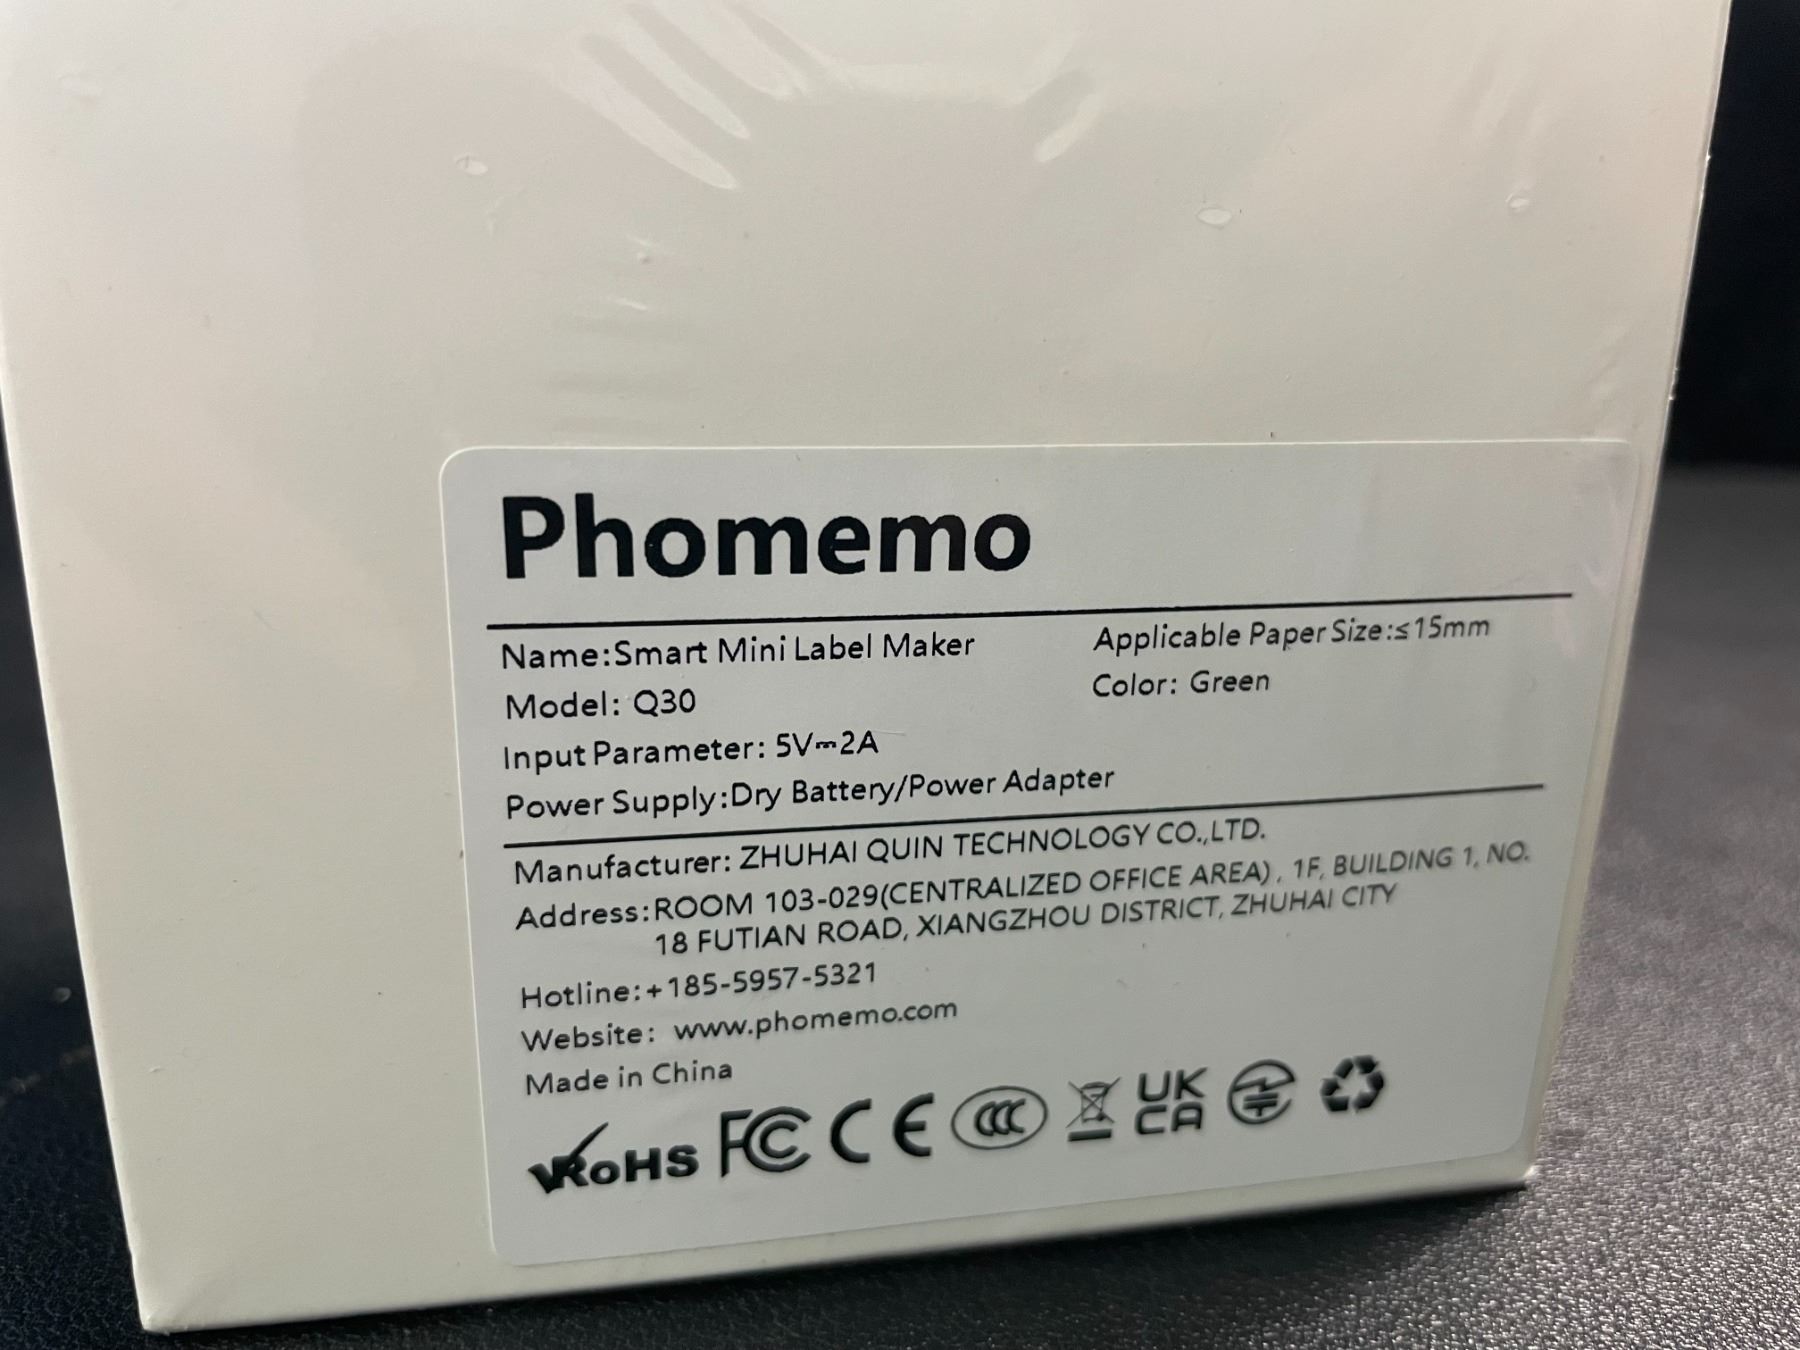 Phomemo
Name:Smart Mini Label Maker
Applicable Paper Size:≤15mm
Model: Q30
Color: Green
Input Parameter: 5V⎓2A
Power Supply:Dry Battery/Power Adapter
Manufacturer: ZHUHAI QUIN TECHNOLOGY CO.,LTD.
Address:ROOM 103-029(CENTRALIZED OFFICE AREA), 1F, BUILDING 1, NO.
18 FUTIAN ROAD, XIANGZHOU DISTRICT, ZHUHAI CITY
Hotline:+185-5957-5321
Website: www.phomemo.com
Made in China
RoHS FC CE CCC UK
CA